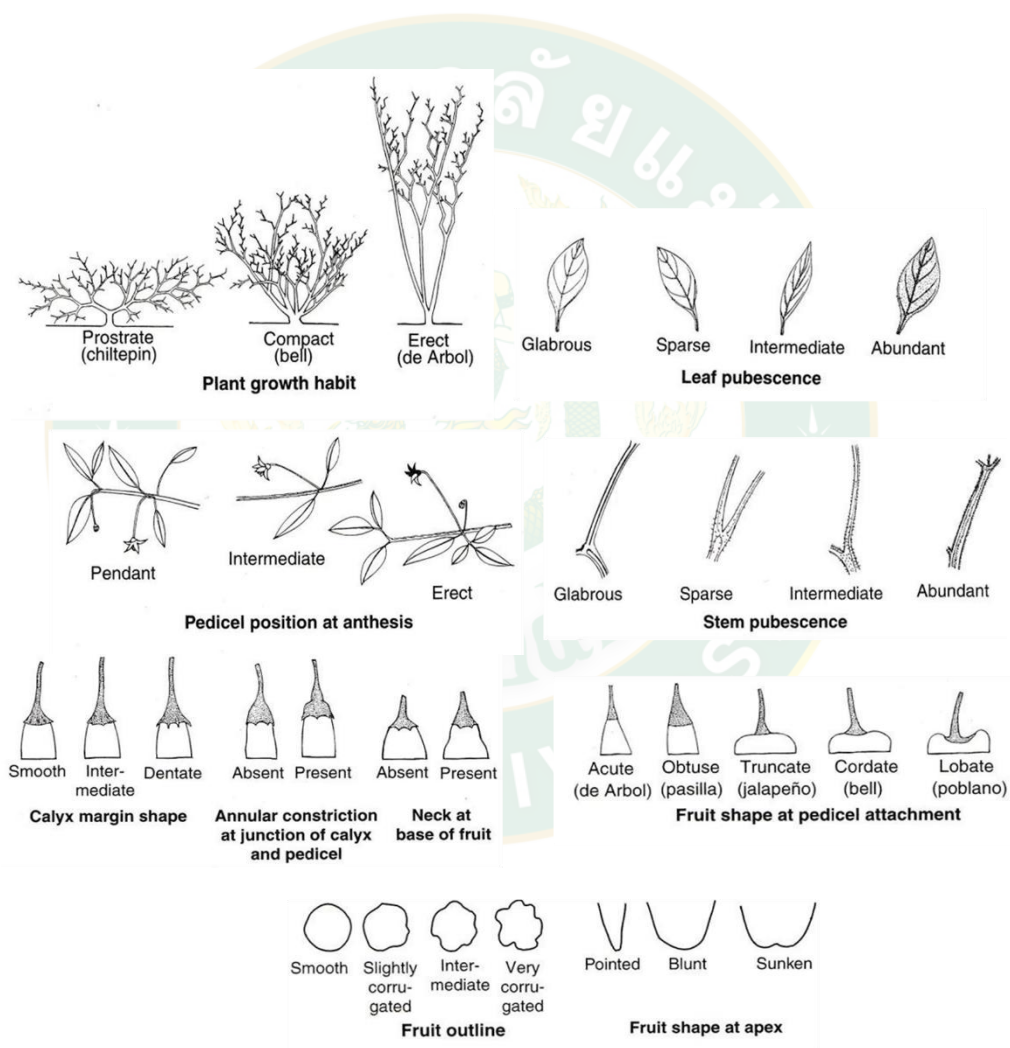 Prostrate
(chiltepin)
Compact
(bell)
Erect
(de Arbol)
Plant growth habit
Glabrous
Sparse
Intermediate
Abundant
Leaf pubescence
Pendant
Intermediate
Erect
Pedicel position at anthesis
Glabrous
Sparse
Intermediate
Abundant
Stem pubescence
Smooth
Inter-
mediate
Dentate
Calyx margin shape
Absent
Present
Annular constriction
at junction of calyx
and pedicel
Absent
Present
Neck at
base of fruit
Acute
(de Arbol)
Obtuse
(pasilla)
Truncate
(jalapeño)
Cordate
(bell)
Lobate
(poblano)
Fruit shape at pedicel attachment
Smooth
Slightly
corru-
gated
Inter-
mediate
Very
corru-
gated
Fruit outline
Pointed
Blunt
Sunken
Fruit shape at apex